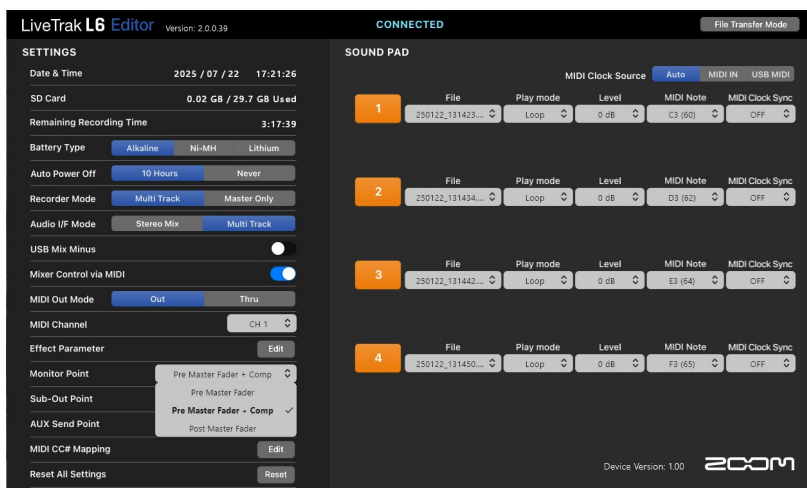 LiveTrak L6 Editor Version: 2.0.0.39
CONNECTED
File Transfer Mode
SETTINGS
Date & Time 2025 / 07 / 22 17:21:26
SD Card 0.02 GB / 29.7 GB Used
Remaining Recording Time 3:17:39
Battery Type Alkaline Ni-MH Lithium
Auto Power Off 10 Hours Never
Recorder Mode Multi Track Master Only
Audio I/F Mode Stereo Mix Multi Track
USB Mix Minus
Mixer Control via MIDI
MIDI Out Mode Out Thru
MIDI Channel CH 1
Effect Parameter Edit
Monitor Point Pre Master Fader + Comp
Pre Master Fader
Sub-Out Point
Pre Master Fader + Comp ✓
AUX Send Point
Post Master Fader
MIDI CC# Mapping Edit
Reset All Settings Reset
SOUND PAD
MIDI Clock Source Auto MIDI IN USB MIDI
File Play mode Level MIDI Note MIDI Clock Sync
1 250122_131423.... Loop 0 dB C3 (60) OFF
File Play mode Level MIDI Note MIDI Clock Sync
2 250122_131434.... Loop 0 dB D3 (62) OFF
File Play mode Level MIDI Note MIDI Clock Sync
3 250122_131442.... Loop 0 dB E3 (64) OFF
File Play mode Level MIDI Note MIDI Clock Sync
4 250122_131450.... Loop 0 dB F3 (65) OFF
Device Version: 1.00
ZOOM